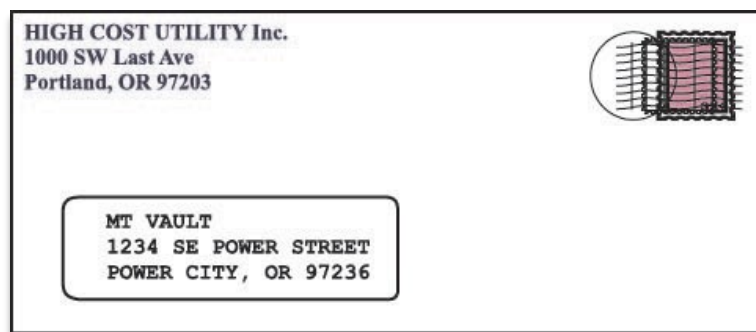 HIGH COST UTILITY Inc.
1000 SW Last Ave
Portland, OR 97203
MT VAULT
1234 SE POWER STREET
POWER CITY, OR 97236